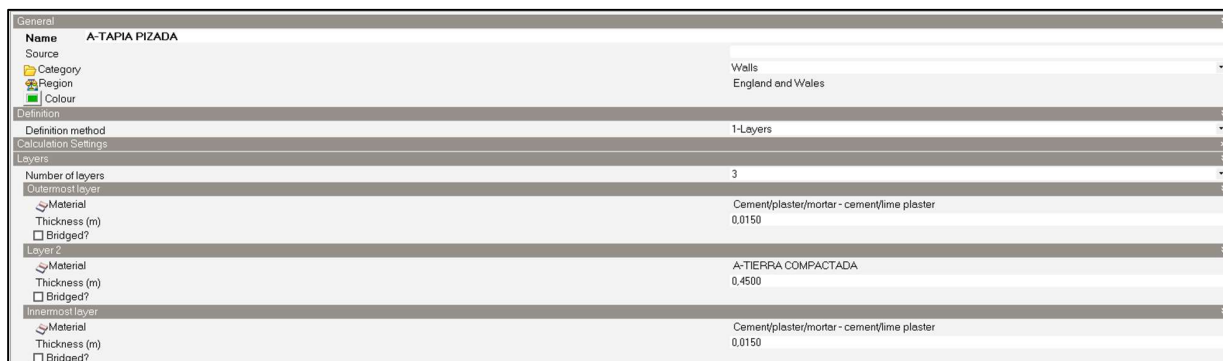 General
Name A-TAPIA PIZADA
Source
Category Walls
Region England and Wales
Colour
Definition
Definition method 1-Layers
Calculation Settings
Layers
Number of layers 3
Outermost layer
Material Cement/plaster/mortar - cement/lime plaster
Thickness (m) 0,0150
Bridged?
Layer 2
Material A-TIERRA COMPACTADA
Thickness (m) 0,4500
Bridged?
Innermost layer
Material Cement/plaster/mortar - cement/lime plaster
Thickness (m) 0,0150
Bridged?